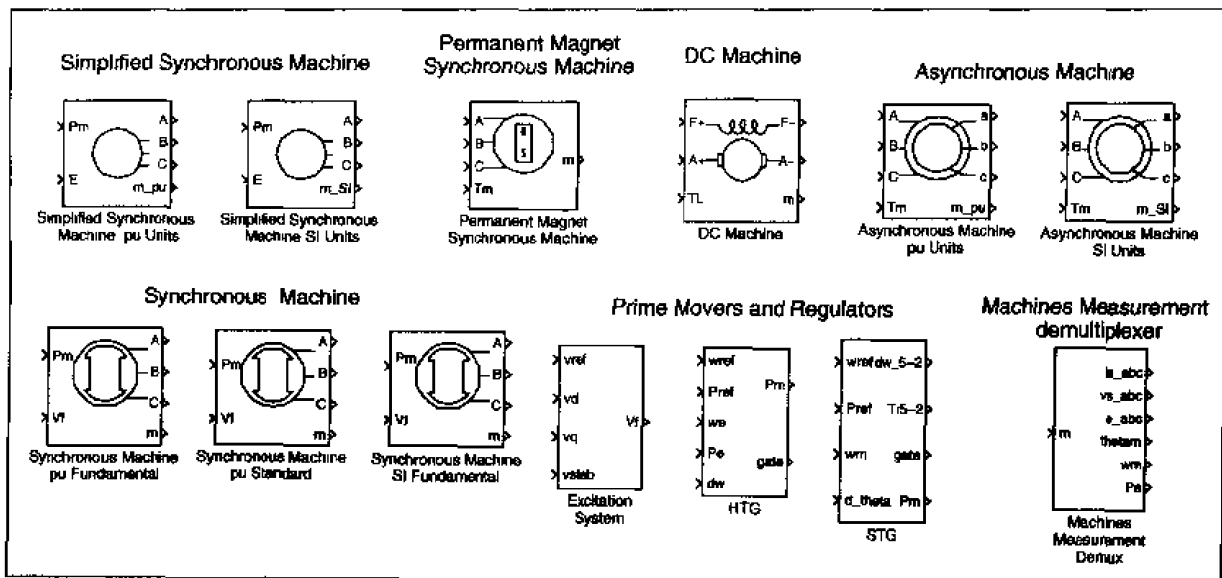 Simplified Synchronous Machine
Permanent Magnet
Synchronous Machine
DC Machine
Asynchronous Machine
Pm
E
A
B
C
m_pu
Simplified Synchronous
Machine pu Units
Pm
E
A
B
C
m_SI
Simplified Synchronous
Machine SI Units
A
B
C
Tm
N
S
m
Permanent Magnet
Synchronous Machine
F+
A+
TL
F-
A-
m
DC Machine
A
B
C
Tm
a
b
c
m_pu
Asynchronous Machine
pu Units
A
B
C
Tm
a
b
c
m_SI
Asynchronous Machine
SI Units
Synchronous Machine
Prime Movers and Regulators
Machines Measurement
demultiplexer
Pm
Vf
A
B
C
m
Synchronous Machine
pu Fundamental
Pm
Vf
A
B
C
m
Synchronous Machine
pu Standard
Pm
Vf
A
B
C
m
Synchronous Machine
SI Fundamental
vref
vd
vq
vstab
Vf
Excitation
System
wref
Pref
we
Pe
dw
Pm
gate
HTG
wref
Pref
wm
d_theta
dw_5-2
Tr5-2
gate
Pm
STG
m
is_abc
vs_abc
e_abc
thetam
wm
Pe
Machines
Measurement
Demux